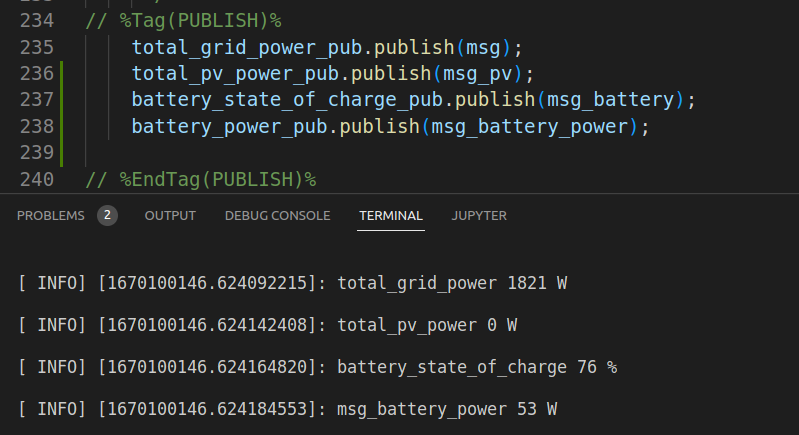 234 // %Tag(PUBLISH)%
235 total_grid_power_pub.publish(msg);
236 total_pv_power_pub.publish(msg_pv);
237 battery_state_of_charge_pub.publish(msg_battery);
238 battery_power_pub.publish(msg_battery_power);
239
240 // %EndTag(PUBLISH)%
PROBLEMS 2 OUTPUT DEBUG CONSOLE TERMINAL JUPYTER
[ INFO] [1670100146.624092215]: total_grid_power 1821 W
[ INFO] [1670100146.624142408]: total_pv_power 0 W
[ INFO] [1670100146.624164820]: battery_state_of_charge 76 %
[ INFO] [1670100146.624184553]: msg_battery_power 53 W